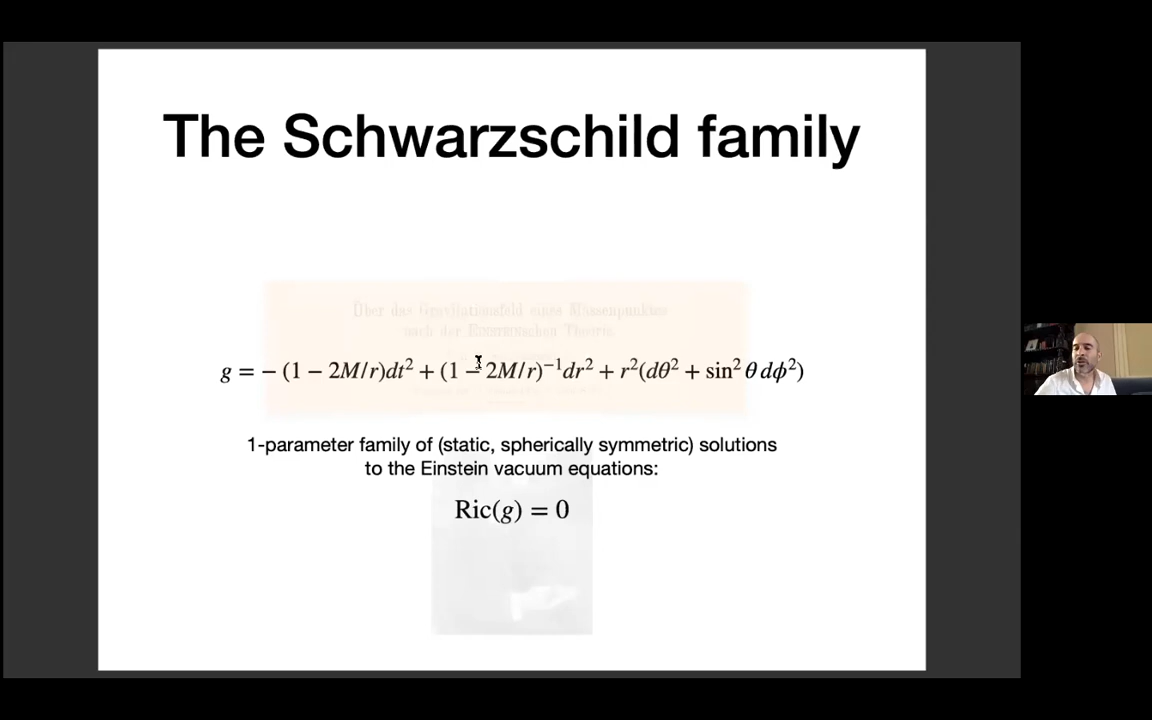 The Schwarzschild family
Über das Gravitationsfeld eines Massenpunktes
nach der Einsteinschen Theorie.
g = − (1 − 2M/r)dt² + (1 − 2M/r)⁻¹dr² + r²(dθ² + sin² θ dϕ²)
1-parameter family of (static, spherically symmetric) solutions
to the Einstein vacuum equations:
Ric(g) = 0